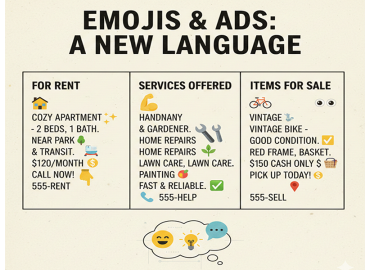 EMOJIS & ADS:
A NEW LANGUAGE
FOR RENT
COZY APARTMENT
- 2 BEDS, 1 BATH.
NEAR PARK
& TRANSIT.
$120/MONTH
CALL NOW!
555-RENT
SERVICES OFFERED
HANDNANY
& GARDENER.
HOME REPAIRS
HOME REPAIRS
LAWN CARE, LAWN CARE.
PAINTING
FAST & RELIABLE.
555-HELP
ITEMS FOR SALE
VINTAGE
VINTAGE BIKE -
GOOD CONDITION.
RED FRAME, BASKET.
$150 CASH ONLY $
PICK UP TODAY!
555-SELL